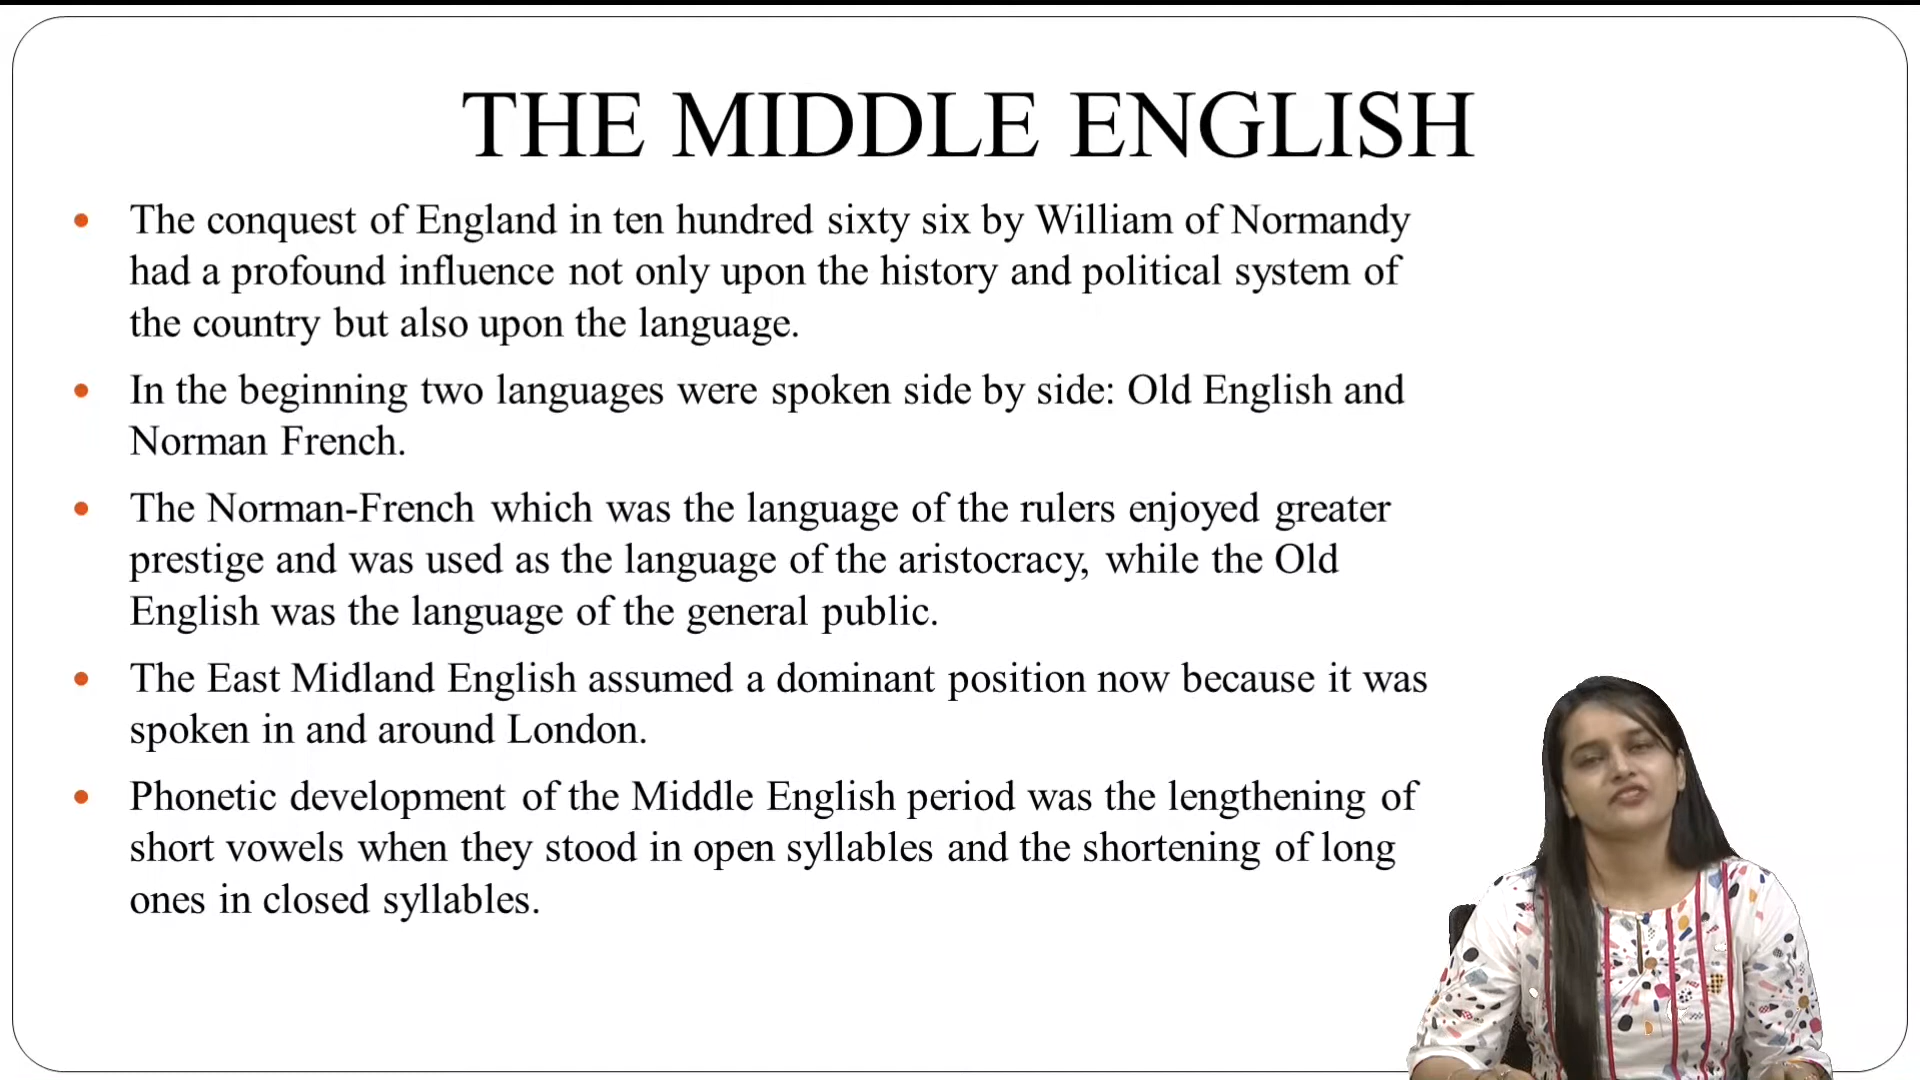 THE MIDDLE ENGLISH
The conquest of England in ten hundred sixty six by William of Normandy
had a profound influence not only upon the history and political system of
the country but also upon the language.
In the beginning two languages were spoken side by side: Old English and
Norman French.
The Norman-French which was the language of the rulers enjoyed greater
prestige and was used as the language of the aristocracy, while the Old
English was the language of the general public.
The East Midland English assumed a dominant position now because it was
spoken in and around London.
Phonetic development of the Middle English period was the lengthening of
short vowels when they stood in open syllables and the shortening of long
ones in closed syllables.